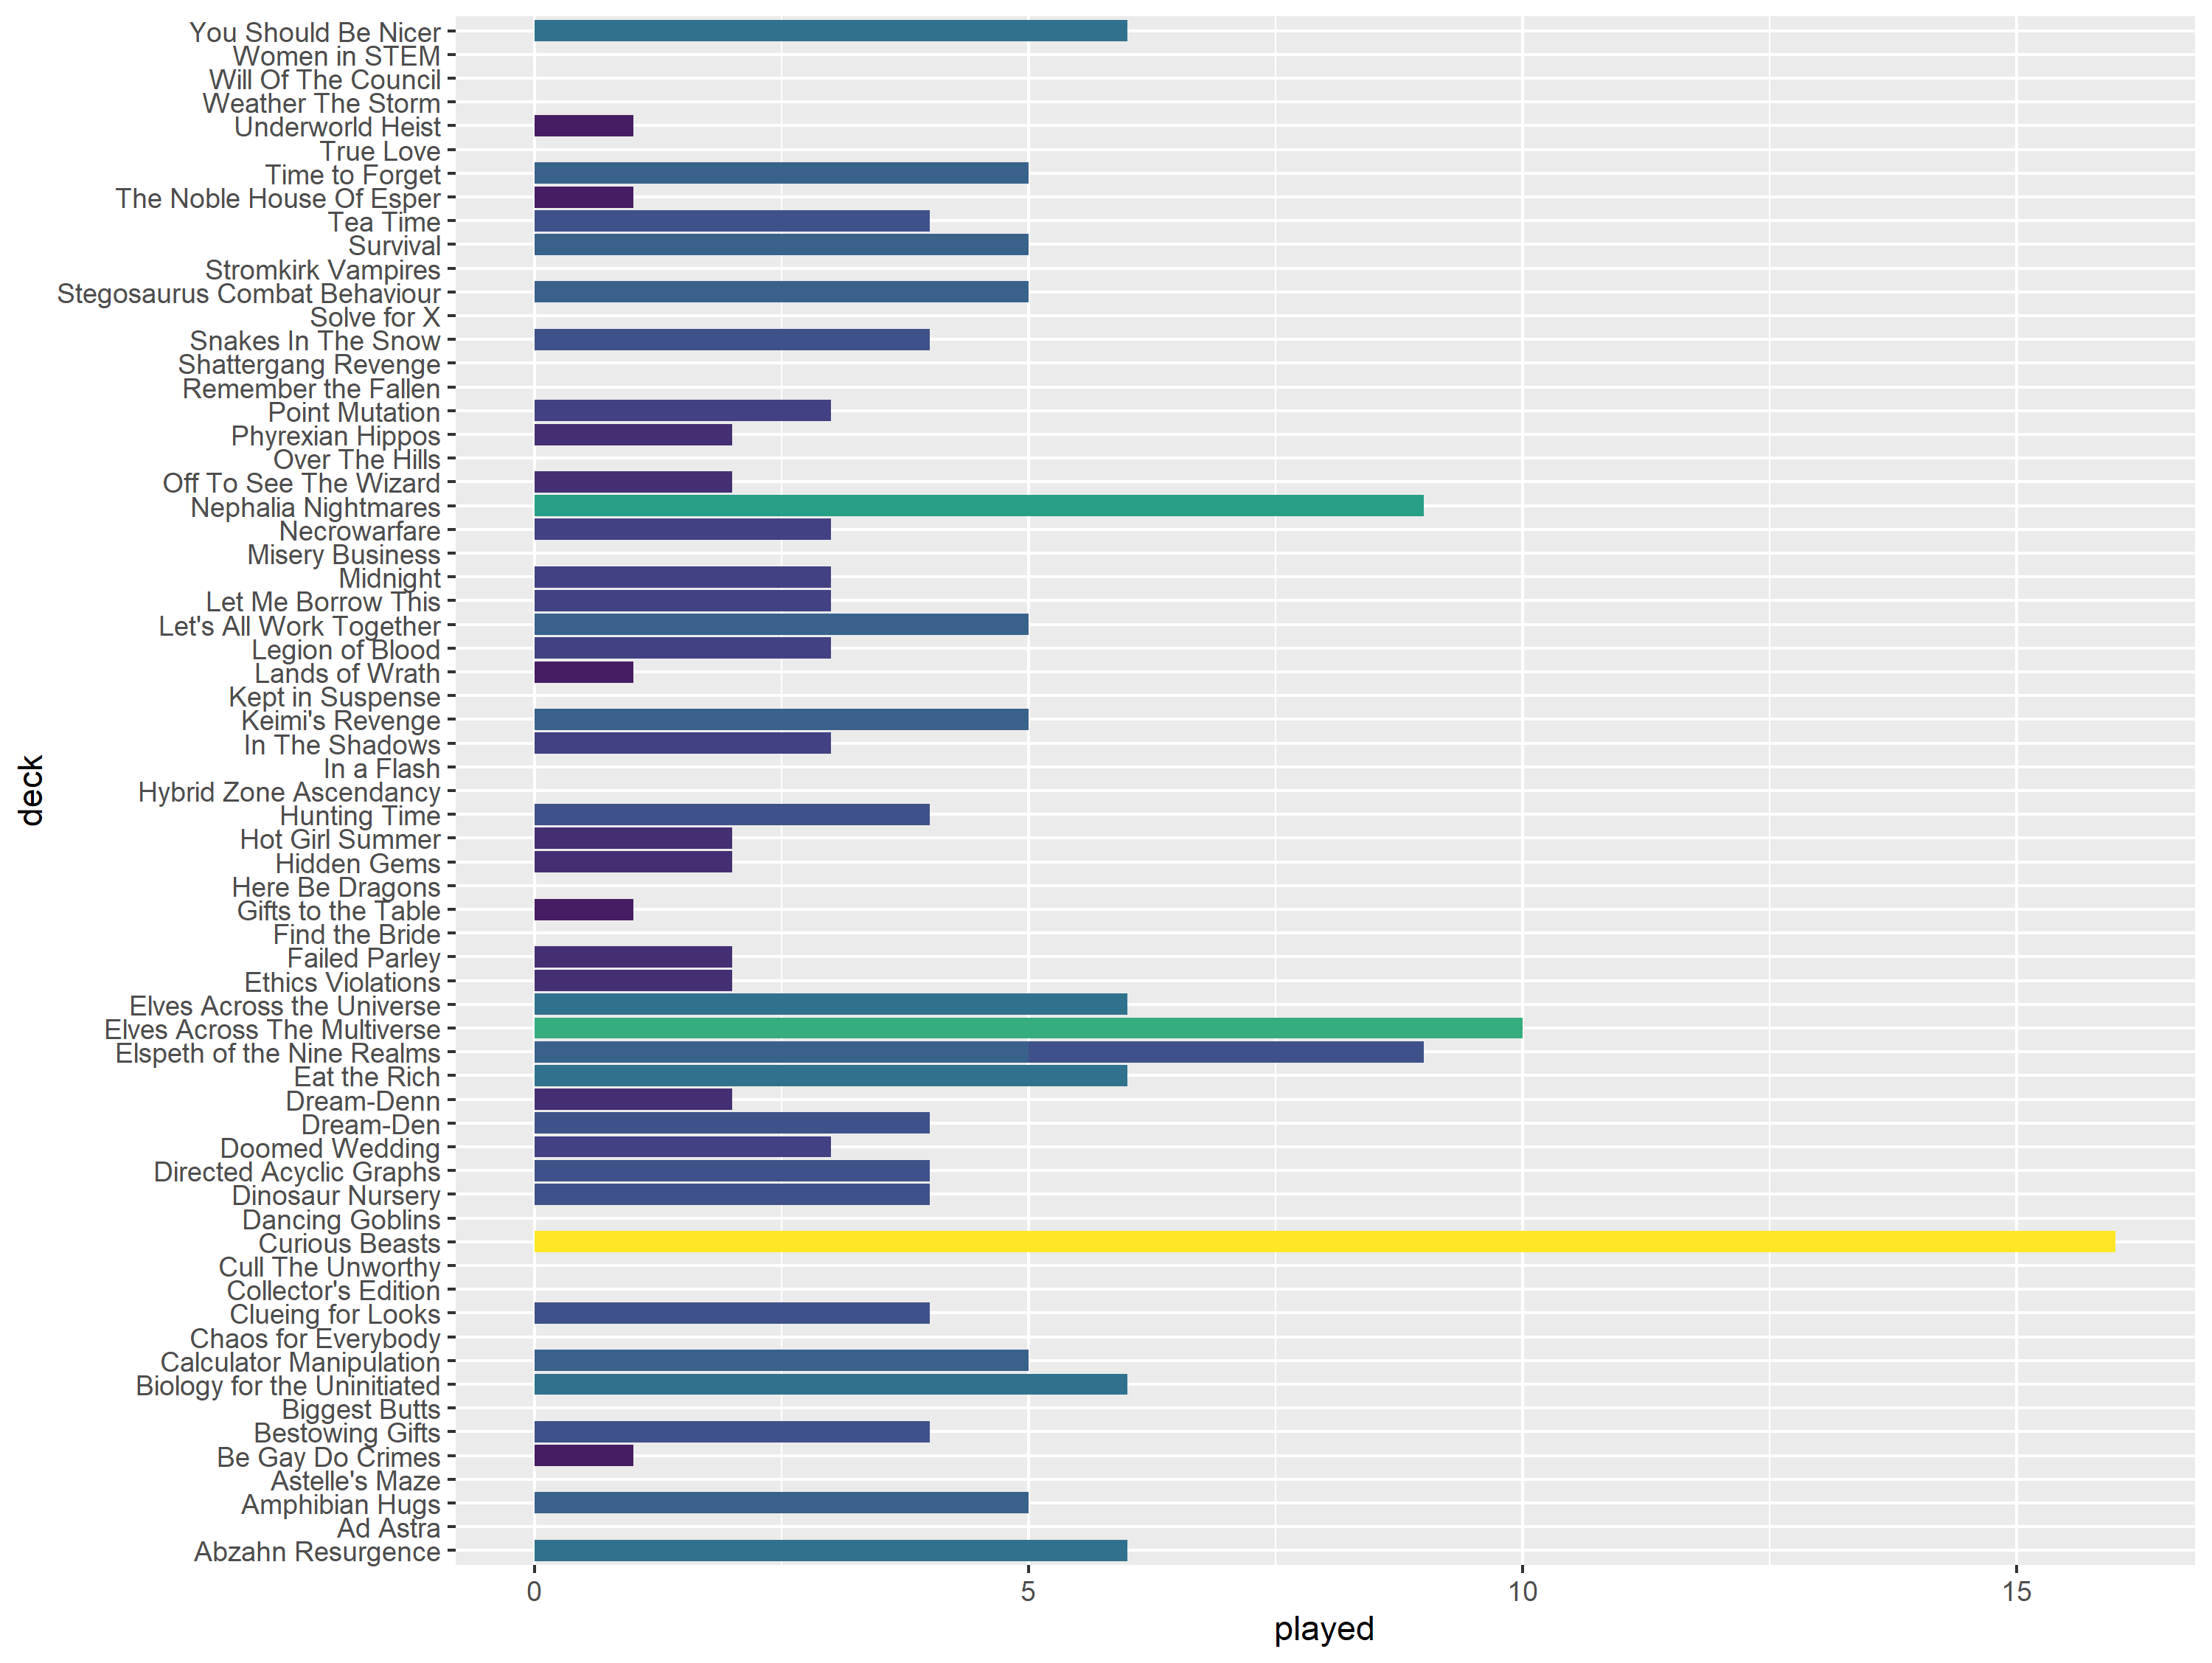 You Should Be Nicer
Women in STEM
Will Of The Council
Weather The Storm
Underworld Heist
True Love
Time to Forget
The Noble House Of Esper
Tea Time
Survival
Stromkirk Vampires
Stegosaurus Combat Behaviour
Solve for X
Snakes In The Snow
Shattergang Revenge
Remember the Fallen
Point Mutation
Phyrexian Hippos
Over The Hills
Off To See The Wizard
Nephalia Nightmares
Necrowarfare
Misery Business
Midnight
Let Me Borrow This
Let's All Work Together
Legion of Blood
Lands of Wrath
Kept in Suspense
Keimi's Revenge
In The Shadows
In a Flash
Hybrid Zone Ascendancy
Hunting Time
Hot Girl Summer
Hidden Gems
Here Be Dragons
Gifts to the Table
Find the Bride
Failed Parley
Ethics Violations
Elves Across the Universe
Elves Across The Multiverse
Elspeth of the Nine Realms
Eat the Rich
Dream-Denn
Dream-Den
Doomed Wedding
Directed Acyclic Graphs
Dinosaur Nursery
Dancing Goblins
Curious Beasts
Cull The Unworthy
Collector's Edition
Clueing for Looks
Chaos for Everybody
Calculator Manipulation
Biology for the Uninitiated
Biggest Butts
Bestowing Gifts
Be Gay Do Crimes
Astelle's Maze
Amphibian Hugs
Ad Astra
Abzahn Resurgence
deck
0 5 10 15
played